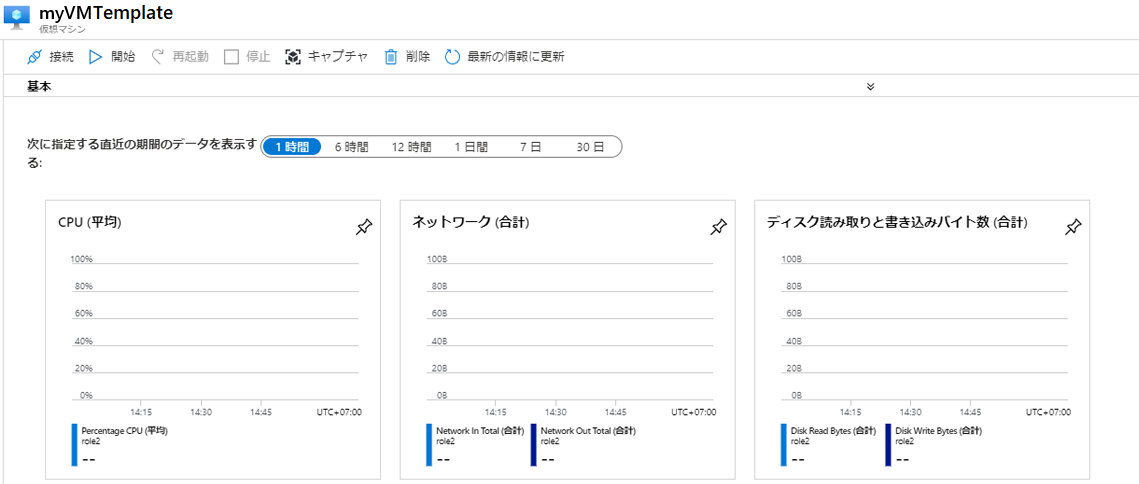 myVMTemplate
仮想マシン
接続 開始 再起動 停止 キャプチャ 削除 最新の情報に更新
基本
次に指定する直近の期間のデータを表示す
る:
1 時間 6 時間 12 時間 1 日間 7 日 30 日
CPU (平均)
100%
80%
60%
40%
20%
0%
14:15 14:30 14:45 UTC+07:00
Percentage CPU (平均)
role2
--
ネットワーク (合計)
100B
80B
60B
40B
20B
0B
14:15 14:30 14:45 UTC+07:00
Network In Total (合計) Network Out Total (合計)
role2 role2
-- --
ディスク読み取りと書き込みバイト数 (合計)
100B
80B
60B
40B
20B
0B
14:15 14:30 14:45 UTC+07:00
Disk Read Bytes (合計) Disk Write Bytes (合計)
role2 role2
-- --